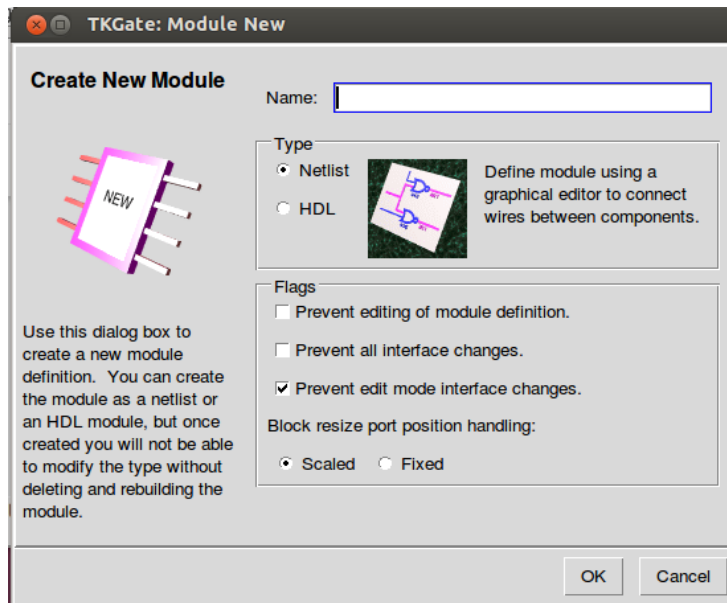 TKGate: Module New
Create New Module
Name:
NEW
Type
Netlist
HDL
Define module using a
graphical editor to connect
wires between components.
Flags
Prevent editing of module definition.
Prevent all interface changes.
Prevent edit mode interface changes.
Block resize port position handling:
Scaled
Fixed
Use this dialog box to
create a new module
definition. You can create
the module as a netlist or
an HDL module, but once
created you will not be able
to modify the type without
deleting and rebuilding the
module.
OK
Cancel